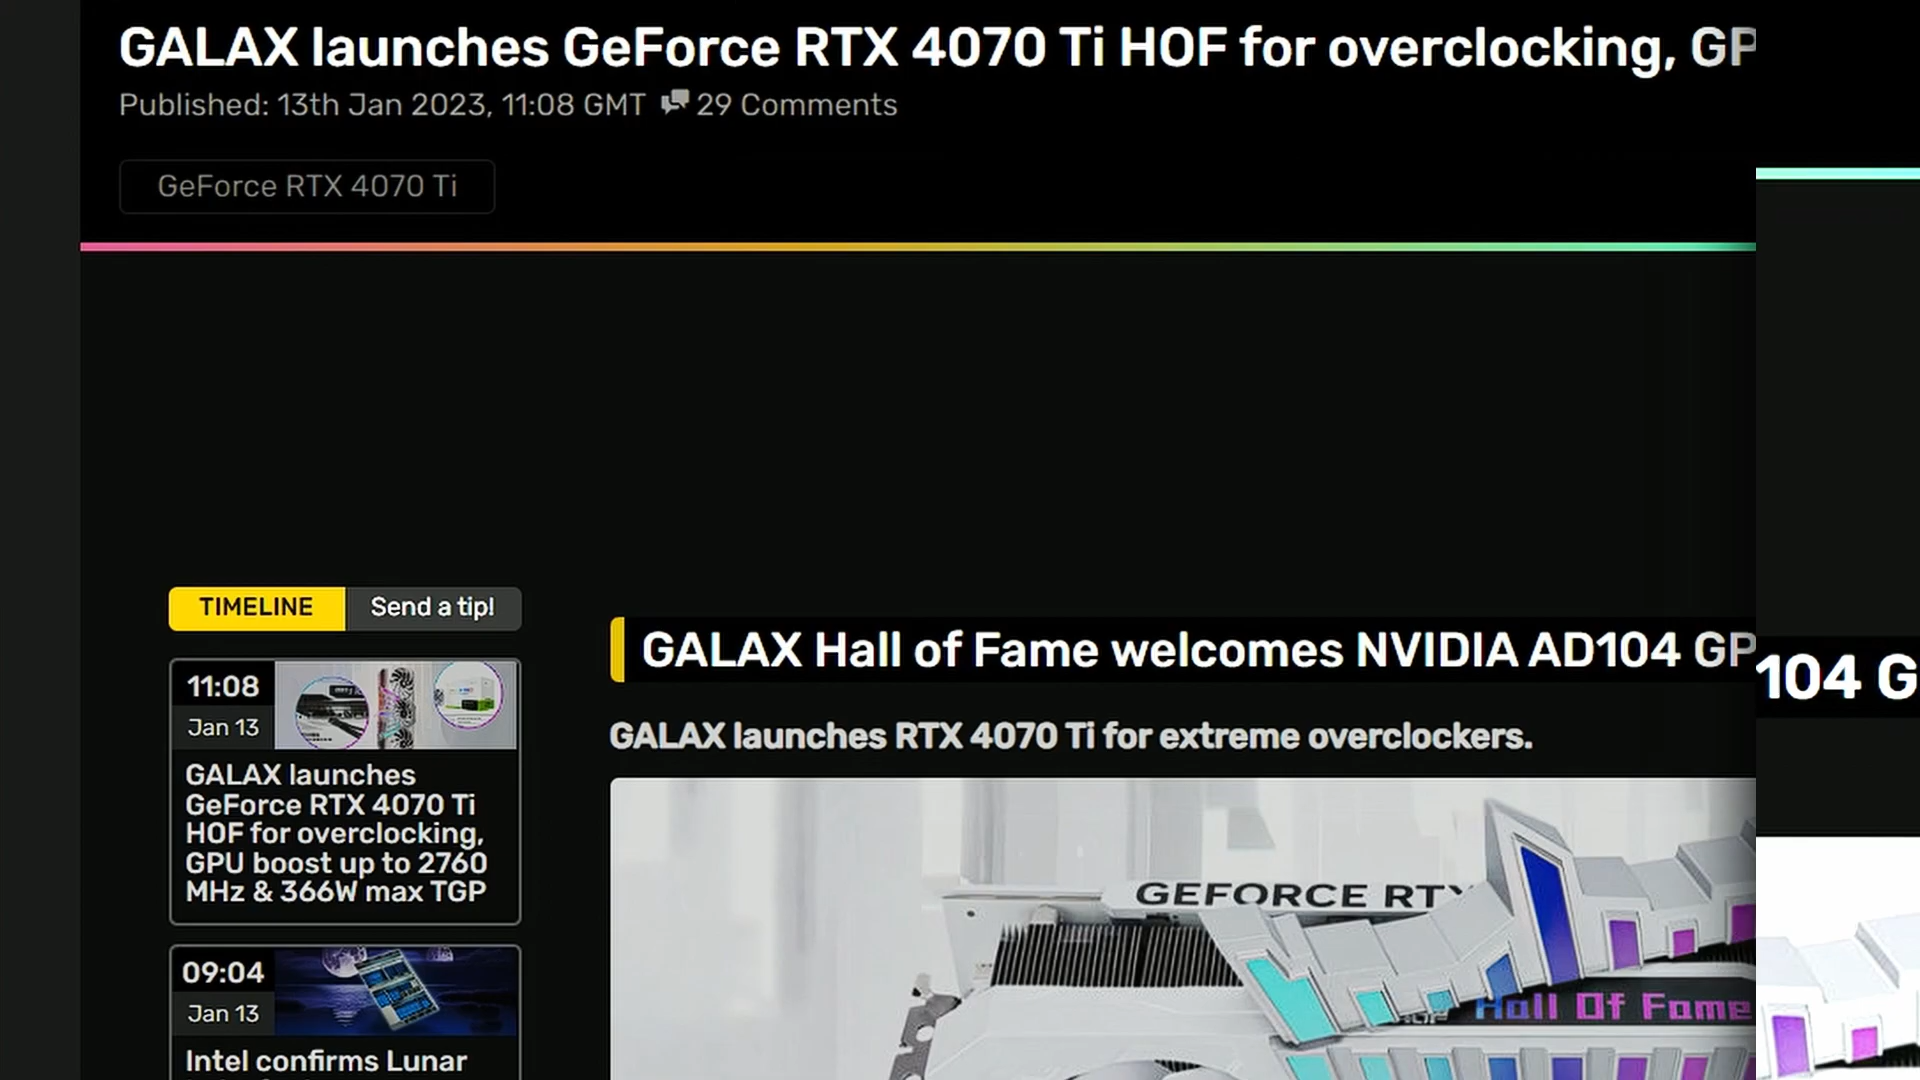 GALAX launches GeForce RTX 4070 Ti HOF for overclocking, GP
Published: 13th Jan 2023, 11:08 GMT 29 Comments
GeForce RTX 4070 Ti
TIMELINE
Send a tip!
11:08
Jan 13
GALAX launches
GeForce RTX 4070 Ti
HOF for overclocking,
GPU boost up to 2760
MHz & 366W max TGP
09:04
Jan 13
Intel confirms Lunar
GALAX Hall of Fame welcomes NVIDIA AD104 GP
GALAX launches RTX 4070 Ti for extreme overclockers.
GEFORCE RTX
Hall Of Fame
104 G